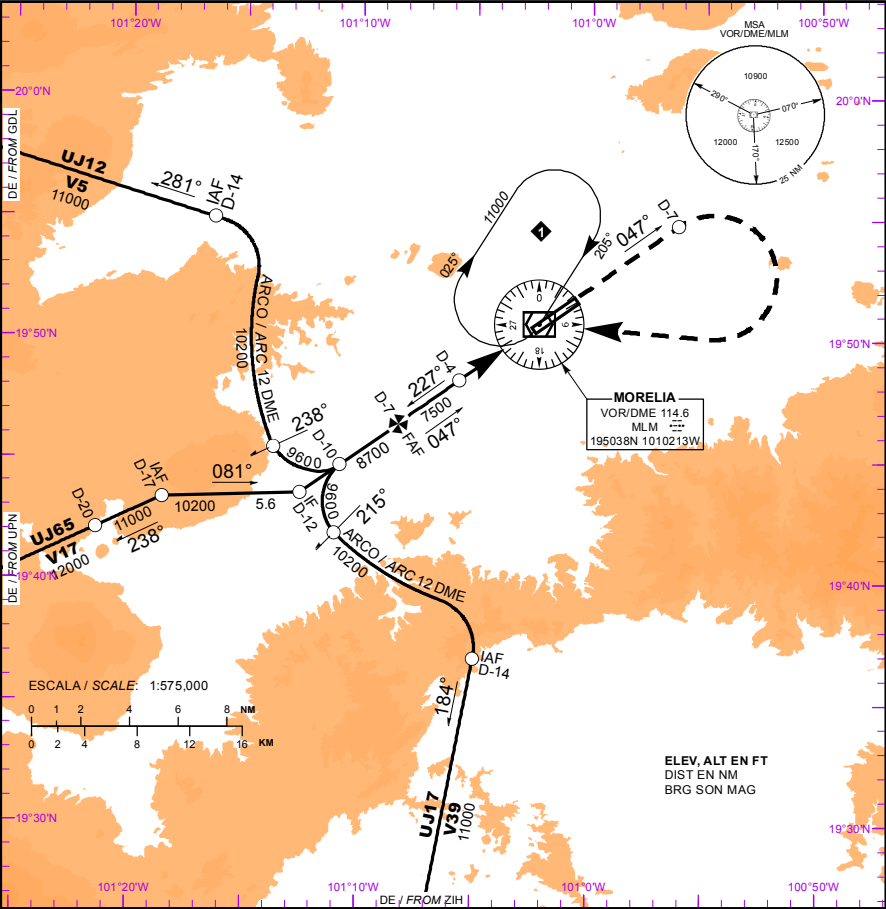 101°20'W
101°10'W
101°0'W
100°50'W
MSA
VOR/DME/MLM
10900
290°
070°
12000
12500
170°
25 NM
20°0'N
20°0'N
DE / FROM GDL
UJ12
V5
11000
281°
IAF
D-14
11000
1
025°
205°
047°
D-7
ARCO / ARC 12 DME
10200
0
9
18
27
19°50'N
19°50'N
D-4
227°
7500
047°
MORELIA
VOR/DME 114.6
MLM
195038N 1010213W
D-7
FAF
8700
238°
9600
D-10
081°
IAF
D-17
D-20
11000
10200
5.6
IF
D-12
9600
215°
UJ65
V17
12000
238°
DE / FROM UPN
ARCO / ARC 12 DME
10200
19°40'N
19°40'N
IAF
D-14
184°
ESCALA / SCALE: 1:575,000
0 1 2 4 6 8 NM
0 2 4 8 12 16 KM
ELEV, ALT EN FT
DIST EN NM
BRG SON MAG
UJ17
V39
11000
19°30'N
19°30'N
101°20'W
101°10'W
101°0'W
100°50'W
DE / FROM ZIH